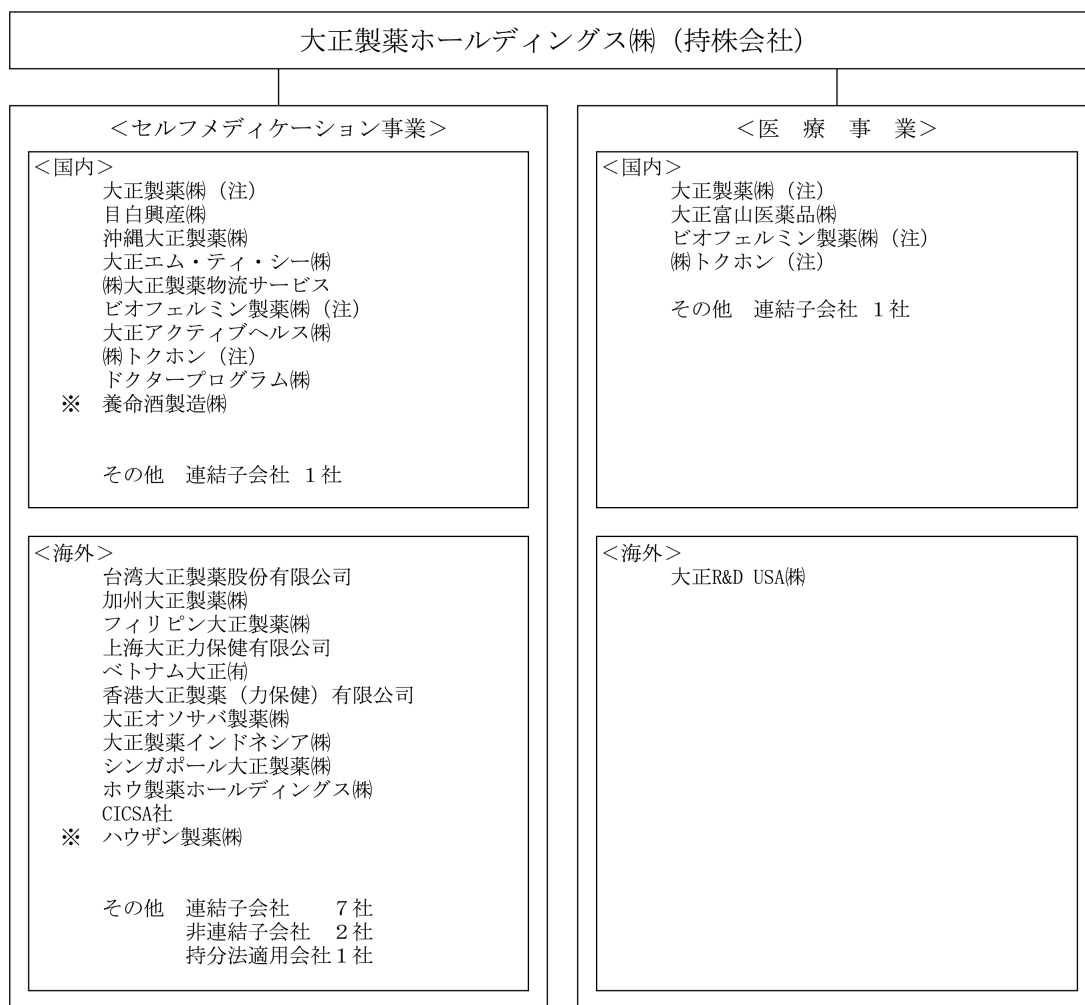 大正製薬ホールディングス㈱（持株会社）
＜セルフメディケーション事業＞
＜国内＞
大正製薬㈱（注）
目白興産㈱
沖縄大正製薬㈱
大正エム・ティ・シー㈱
㈱大正製薬物流サービス
ビオフェルミン製薬㈱（注）
大正アクティブヘルス㈱
㈱トクホン（注）
ドクタープログラム㈱
※　養命酒製造㈱
その他　連結子会社　１社
＜海外＞
台湾大正製薬股份有限公司
加州大正製薬㈱
フィリピン大正製薬㈱
上海大正力保健有限公司
ベトナム大正㈲
香港大正製薬（力保健）有限公司
大正オソサバ製薬㈱
大正製薬インドネシア㈱
シンガポール大正製薬㈱
ホウ製薬ホールディングス㈱
CICSA社
※　ハウザン製薬㈱
その他　連結子会社　　７社
非連結子会社　２社
持分法適用会社１社
＜医　療　事　業＞
＜国内＞
大正製薬㈱（注）
大正富山医薬品㈱
ビオフェルミン製薬㈱（注）
㈱トクホン（注）
その他　連結子会社　１社
＜海外＞
大正R&D USA㈱